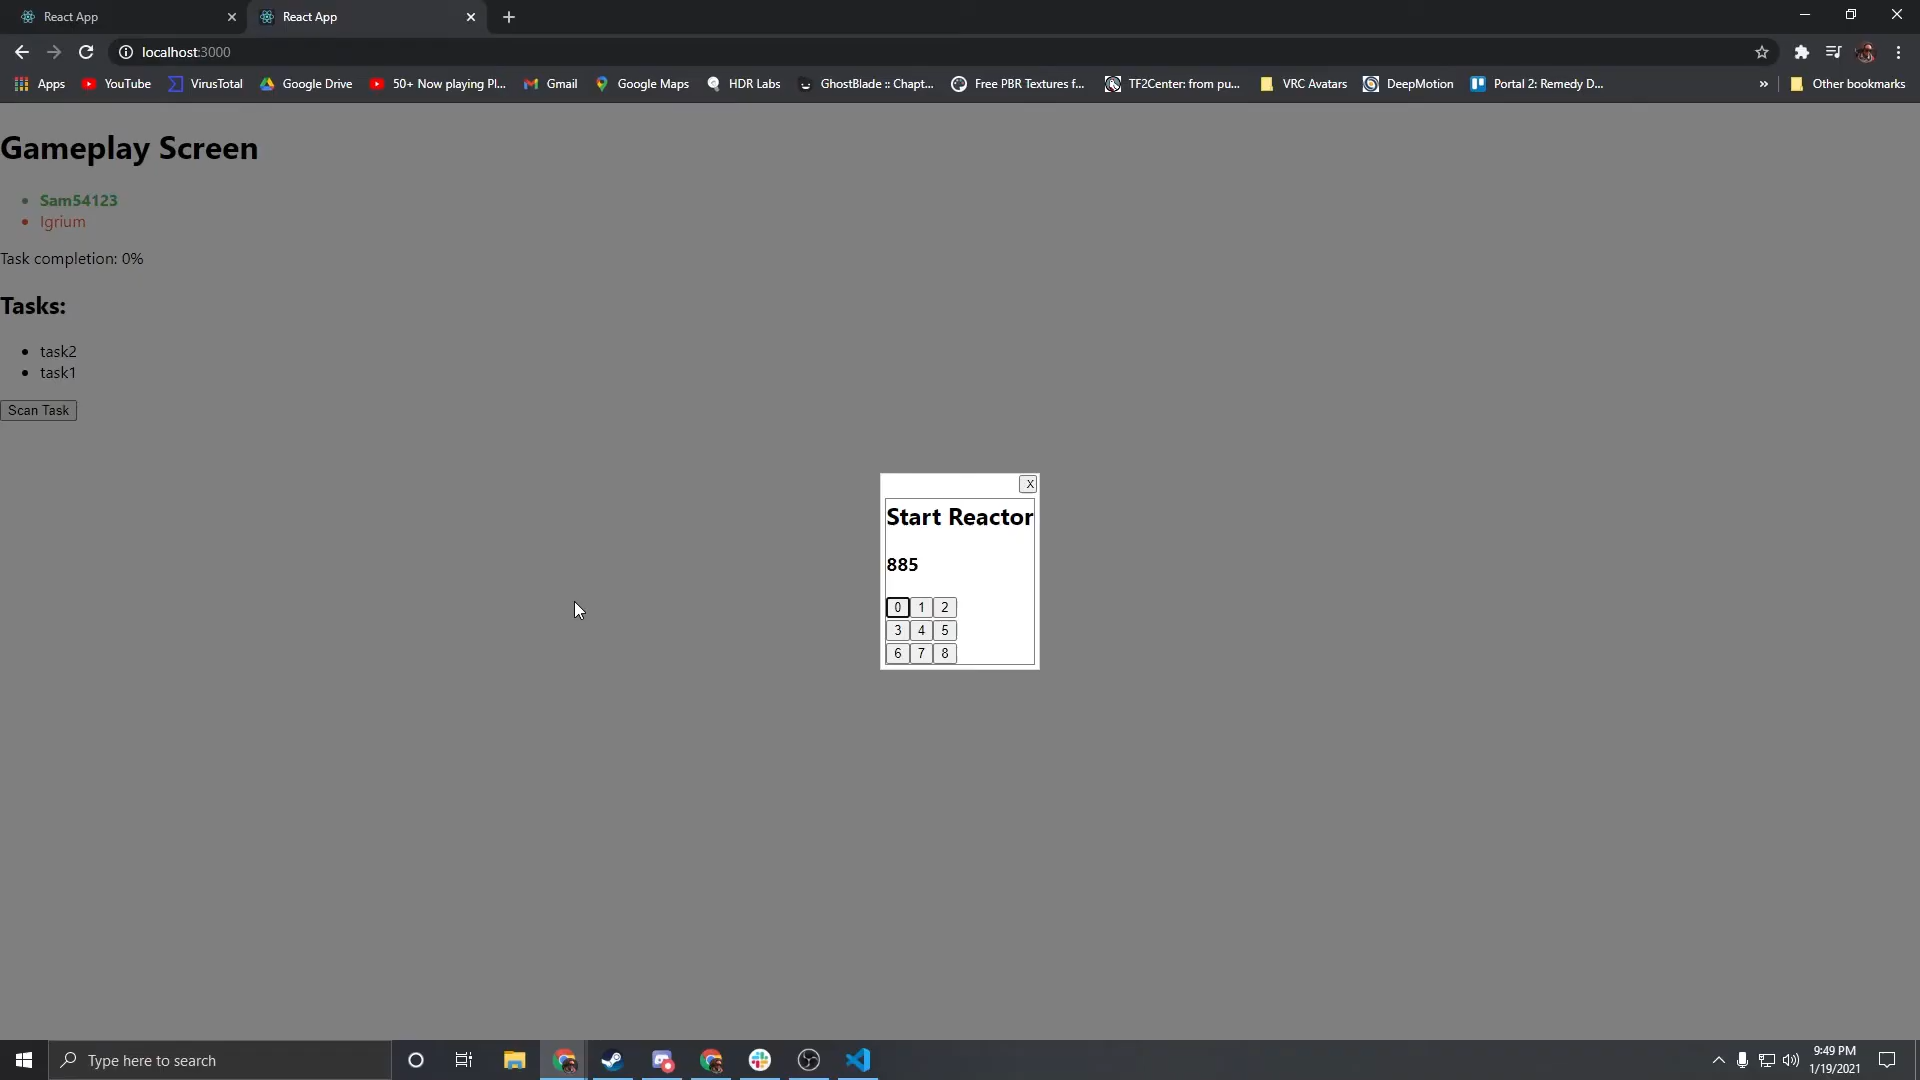 React App
React App
localhost:3000
Apps
YouTube
VirusTotal
Google Drive
50+ Now playing Pl...
Gmail
Google Maps
HDR Labs
GhostBlade :: Chapt...
Free PBR Textures f...
TF2Center: from pu...
VRC Avatars
DeepMotion
Portal 2: Remedy D...
»
Other bookmarks
Gameplay Screen
Sam54123
Igrium
Task completion: 0%
Tasks:
task2
task1
Scan Task
X
Start Reactor
885
0 1 2
3 4 5
6 7 8
Type here to search
9:49 PM
1/19/2021